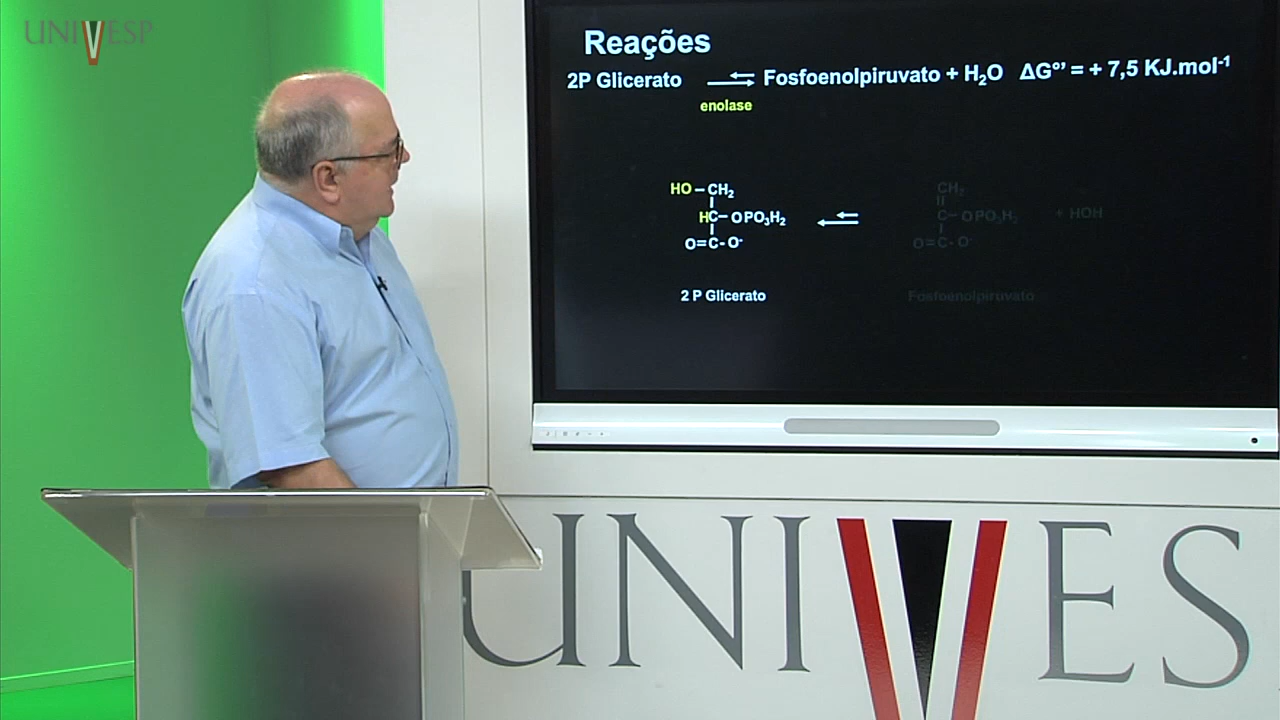 UNIVESP
Reações
2P Glicerato ⇌ Fosfoenolpiruvato + H₂O ΔG°' = + 7,5 KJ.mol⁻¹
enolase
HO – CH₂ CH₂
HC – OPO₃H₂ ⇌ C – OPO₃H₂ + HOH
O=C- O⁻ O=C- O⁻
2 P Glicerato Fosfoenolpiruvato
UNIVES